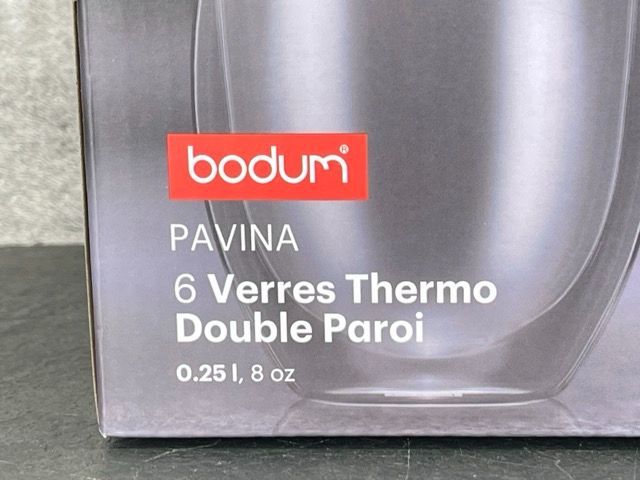 bodum®
PAVINA
6 Verres Thermo
Double Paroi
0.25 l, 8 oz